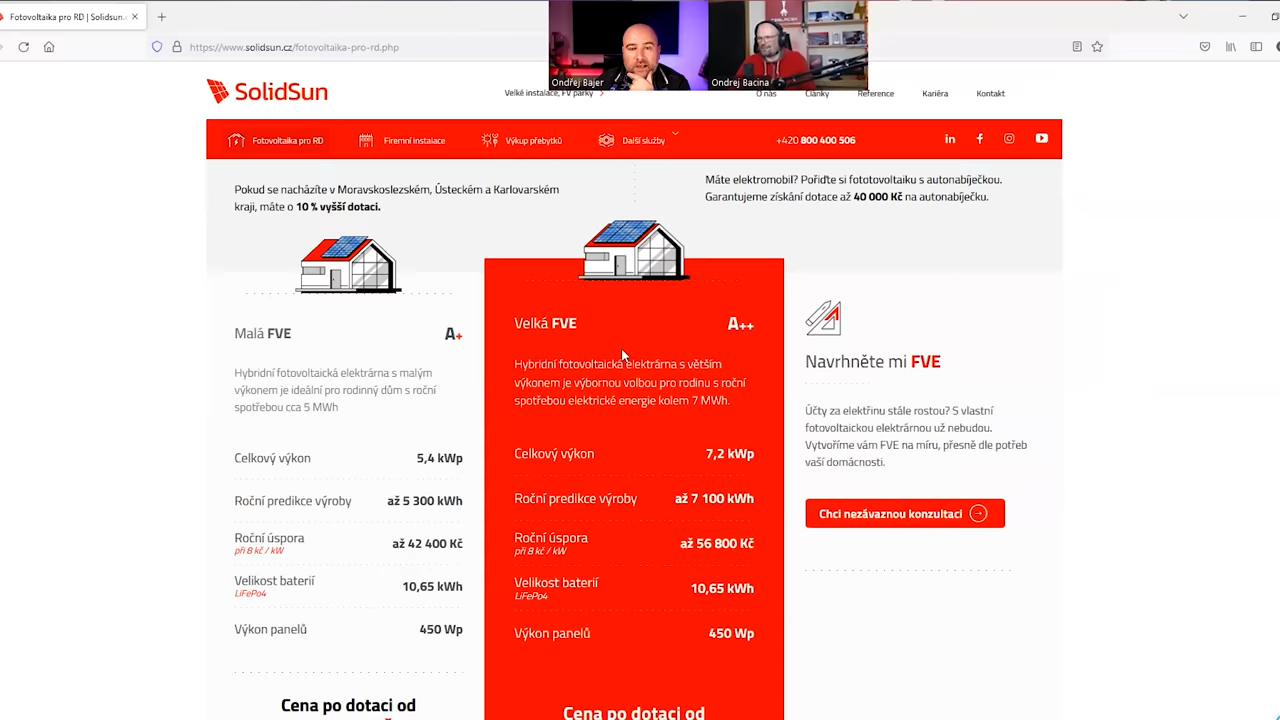 Fotovoltaika pro RD | Solidsun.c
https://www.solidsun.cz/fotovoltaika-pro-rd.php
Ondřej Bajer
Ondrej Bacina
SolidSun
Velké instalace, FV parky
O nás
Články
Reference
Kariéra
Kontakt
Fotovoltaika pro RD
Firemní instalace
Výkup přebytků
Další služby
+420 800 400 506
Pokud se nacházíte v Moravskoslezském, Ústeckém a Karlovarském
kraji, máte o 10 % vyšší dotaci.
Máte elektromobil? Pořiďte si fototovoltaiku s autonabíječkou.
Garantujeme získání dotace až 40 000 Kč na autonabíječku.
Malá FVE
A+
Hybridní fotovoltaická elektrárna s malým
výkonem je ideální pro rodinný dům s roční
spotřebou cca 5 MWh
Celkový výkon
5,4 kWp
Roční predikce výroby
až 5 300 kWh
Roční úspora
při 8 kč / kW
až 42 400 Kč
Velikost baterií
LiFePo4
10,65 kWh
Výkon panelů
450 Wp
Cena po dotaci od
Velká FVE
A++
Hybridní fotovoltaická elektrárna s větším
výkonem je výbornou volbou pro rodinu s roční
spotřebou elektrické energie kolem 7 MWh.
Celkový výkon
7,2 kWp
Roční predikce výroby
až 7 100 kWh
Roční úspora
při 8 kč / kW
až 56 800 Kč
Velikost baterií
LiFePo4
10,65 kWh
Výkon panelů
450 Wp
Cena po dotaci od
Navrhněte mi FVE
Účty za elektřinu stále rostou? S vlastní
fotovoltaickou elektrárnou už nebudou.
Vytvoříme vám FVE na míru, přesně dle potřeb
vaší domácnosti.
Chci nezávaznou konzultaci